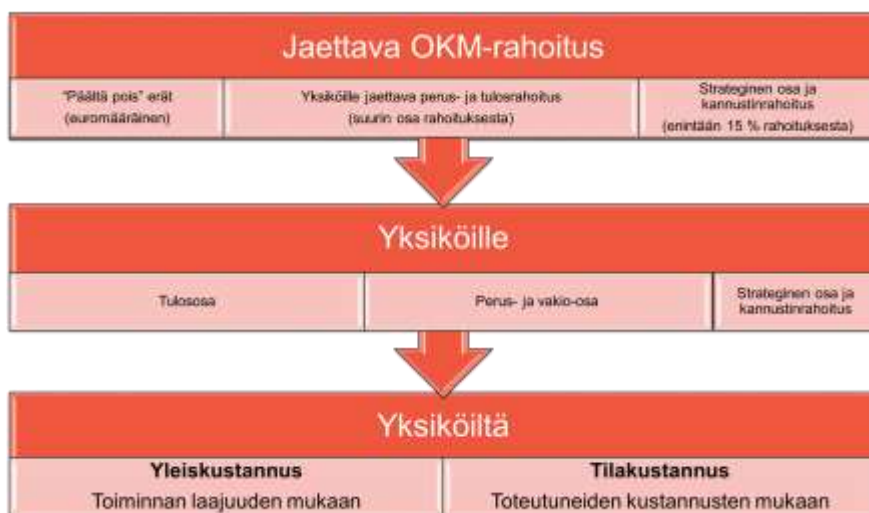 Jaettava OKM-rahoitus
"Päältä pois" erät
(euromääräinen)
Yksiköille jaettava perus- ja tulosrahoitus
(suurin osa rahoituksesta)
Strateginen osa ja
kannustinrahoitus
(enintään 15 % rahoituksesta)
Yksiköille
Tulososa
Perus- ja vakio-osa
Strateginen osa ja
kannustinrahoitus
Yksiköiltä
Yleiskustannus
Toiminnan laajuuden mukaan
Tilakustannus
Toteutuneiden kustannusten mukaan